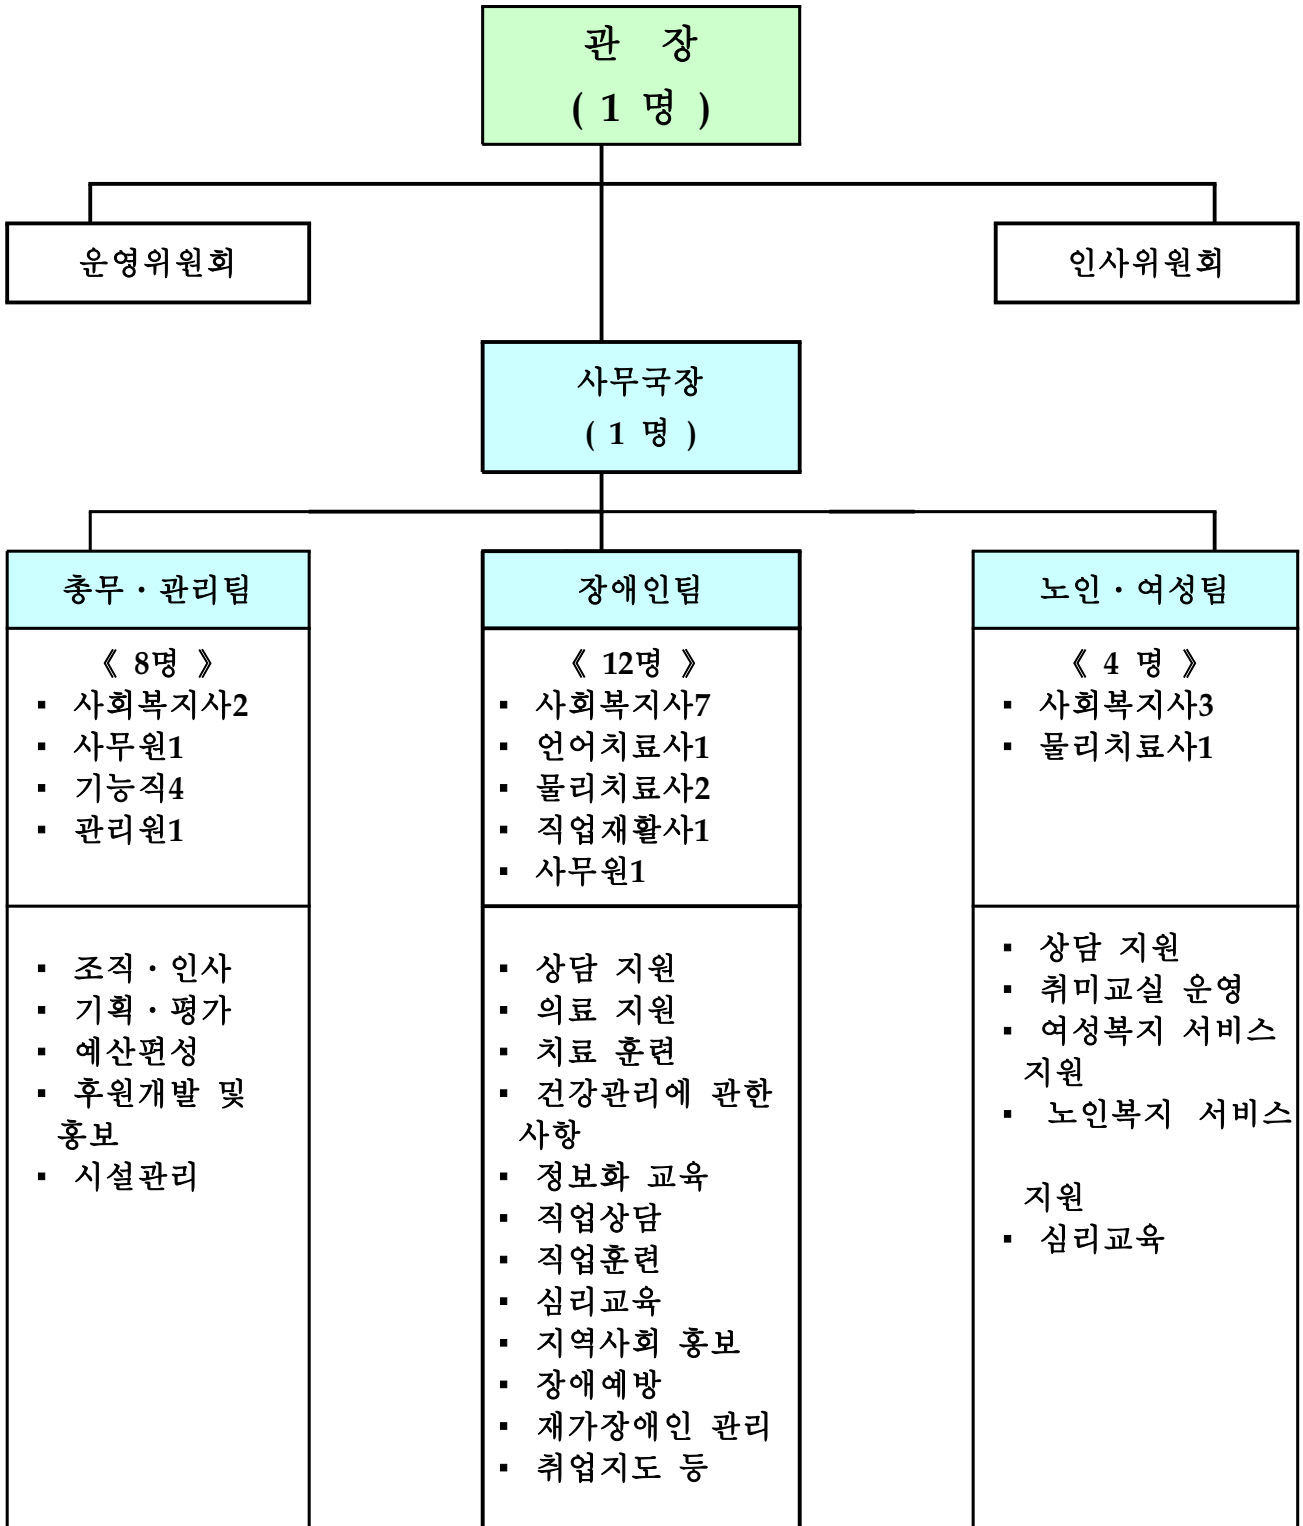 관 장
( 1 명 )
운영위원회
인사위원회
사무국장
( 1 명 )
총무·관리팀
《 8명 》
▪ 사회복지사2
▪ 사무원1
▪ 기능직4
▪ 관리원1
▪ 조직·인사
▪ 기획·평가
▪ 예산편성
▪ 후원개발 및
홍보
▪ 시설관리
장애인팀
《 12명 》
▪ 사회복지사7
▪ 언어치료사1
▪ 물리치료사2
▪ 직업재활사1
▪ 사무원1
▪ 상담 지원
▪ 의료 지원
▪ 치료 훈련
▪ 건강관리에 관한
사항
▪ 정보화 교육
▪ 직업상담
▪ 직업훈련
▪ 심리교육
▪ 지역사회 홍보
▪ 장애예방
▪ 재가장애인 관리
▪ 취업지도 등
노인·여성팀
《 4 명 》
▪ 사회복지사3
▪ 물리치료사1
▪ 상담 지원
▪ 취미교실 운영
▪ 여성복지 서비스
지원
▪ 노인복지 서비스
지원
▪ 심리교육